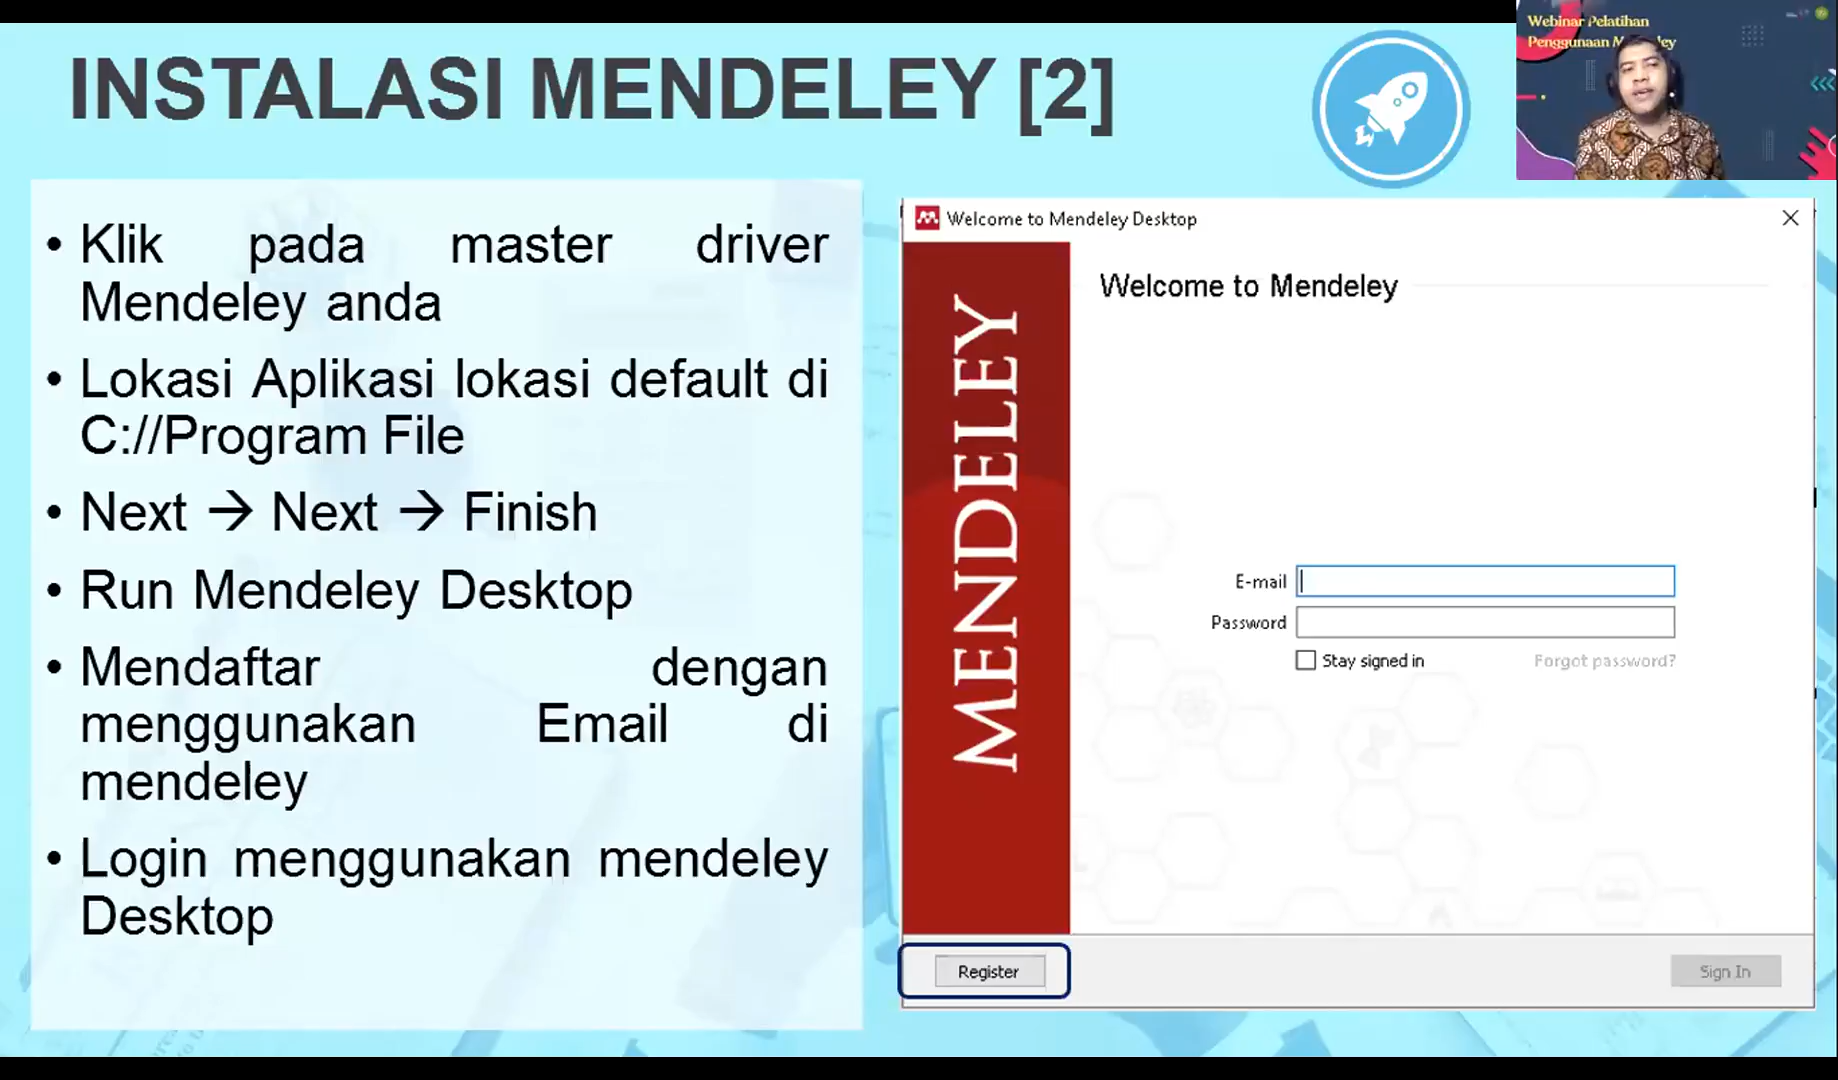 INSTALASI MENDELEY [2]
Webinar Pelatihan
Penggunaan
• Klik pada master driver
Mendeley anda
• Lokasi Aplikasi lokasi default di
C://Program File
• Next → Next → Finish
• Run Mendeley Desktop
• Mendaftar dengan
menggunakan Email di
mendeley
• Login menggunakan mendeley
Desktop
Welcome to Mendeley Desktop
MENDELEY
Welcome to Mendeley
E-mail
Password
Stay signed in
Forgot password?
Register
Sign In